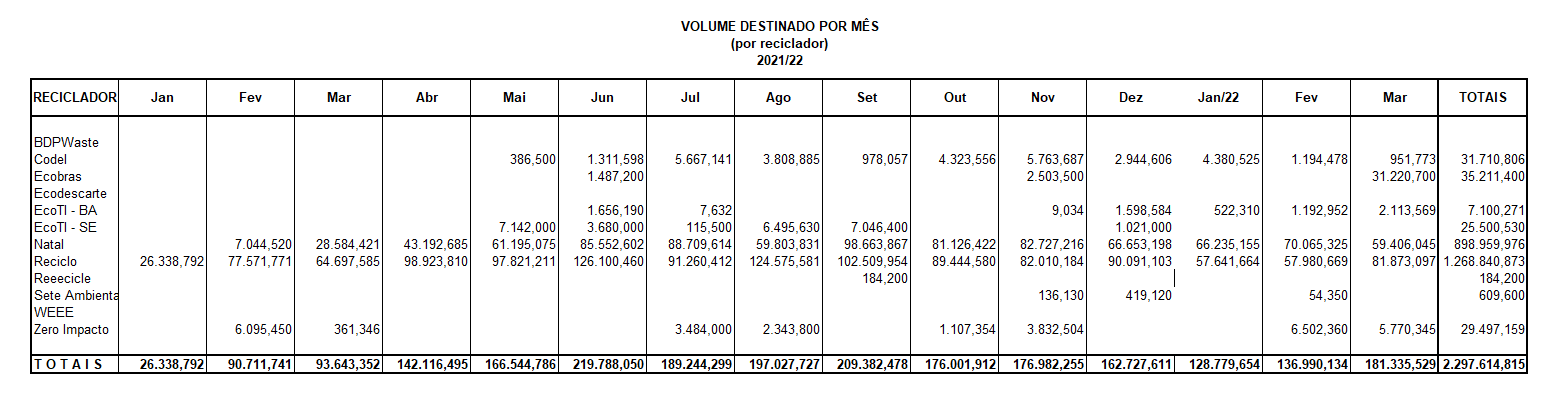 VOLUME DESTINADO POR MÊS
(por reciclador)
2021/22
RECICLADOR Jan Fev Mar Abr Mai Jun Jul Ago Set Out Nov Dez Jan/22 Fev Mar TOTAIS
BDPWaste
Codel 386,500 1.311,598 5.667,141 3.808,885 978,057 4.323,556 5.763,687 2.944,606 4.380,525 1.194,478 951,773 31.710,806
Ecobras 1.487,200 2.503,500 31.220,700 35.211,400
Ecodescarte
EcoTI - BA 1.656,190 7,632 9,034 1.598,584 522,310 1.192,952 2.113,569 7.100,271
EcoTI - SE 7.142,000 3.680,000 115,500 6.495,630 7.046,400 1.021,000 25.500,530
Natal 7.044,520 28.584,421 43.192,685 61.195,075 85.552,602 88.709,614 59.803,831 98.663,867 81.126,422 82.727,216 66.653,198 66.235,155 70.065,325 59.406,045 898.959,976
Reciclo 26.338,792 77.571,771 64.697,585 98.923,810 97.821,211 126.100,460 91.260,412 124.575,581 102.509,954 89.444,580 82.010,184 90.091,103 57.641,664 57.980,669 81.873,097 1.268.840,873
Reeecicle 184,200 184,200
Sete Ambienta 136,130 419,120 54,350 609,600
WEEE
Zero Impacto 6.095,450 361,346 3.484,000 2.343,800 1.107,354 3.832,504 6.502,360 5.770,345 29.497,159
T O T A I S 26.338,792 90.711,741 93.643,352 142.116,495 166.544,786 219.788,050 189.244,299 197.027,727 209.382,478 176.001,912 176.982,255 162.727,611 128.779,654 136.990,134 181.335,529 2.297.614,815